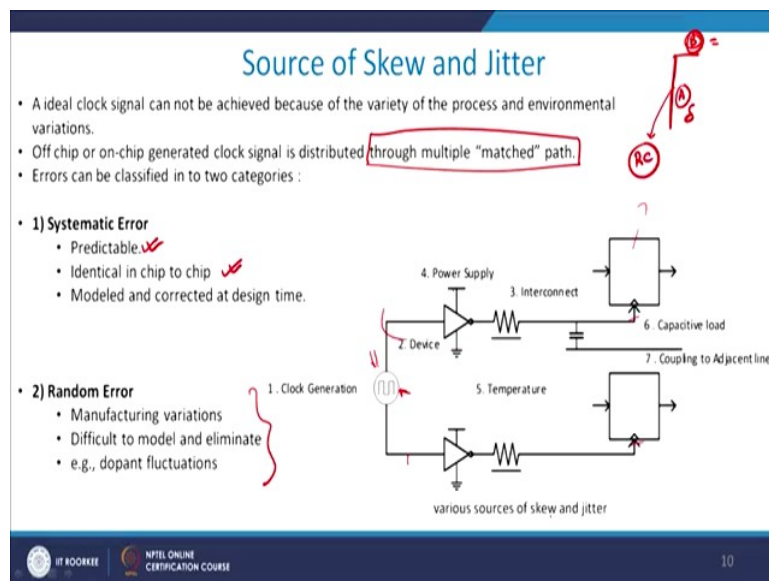 Source of Skew and Jitter
B =
A
δ
RC
• A ideal clock signal can not be achieved because of the variety of the process and environmental
variations.
• Off chip or on-chip generated clock signal is distributed through multiple "matched" path.
• Errors can be classified in to two categories :
• 1) Systematic Error
• Predictable.
• Identical in chip to chip
• Modeled and corrected at design time.
4. Power Supply
3. Interconnect
2. Device
6. Capacitive load
7. Coupling to Adjacent line
• 2) Random Error
• Manufacturing variations
• Difficult to model and eliminate
• e.g., dopant fluctuations
1. Clock Generation
5. Temperature
various sources of skew and jitter
IIT ROORKEE
NPTEL ONLINE
CERTIFICATION COURSE
10